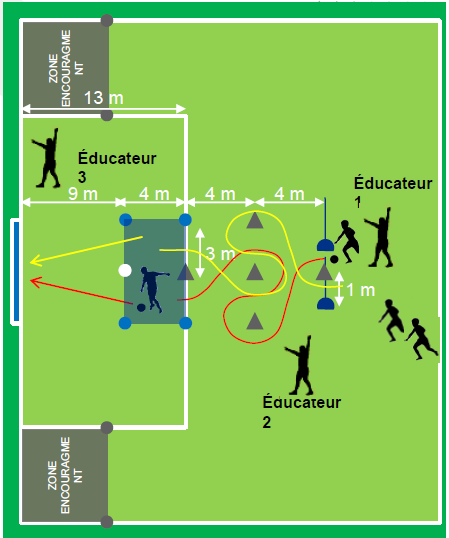 ZONE
ENCOURAGME
NT
13 m
Éducateur
3
9 m
4 m
4 m
4 m
Éducateur
1
3 m
1 m
Éducateur
2
ZONE
ENCOURAGME
NT